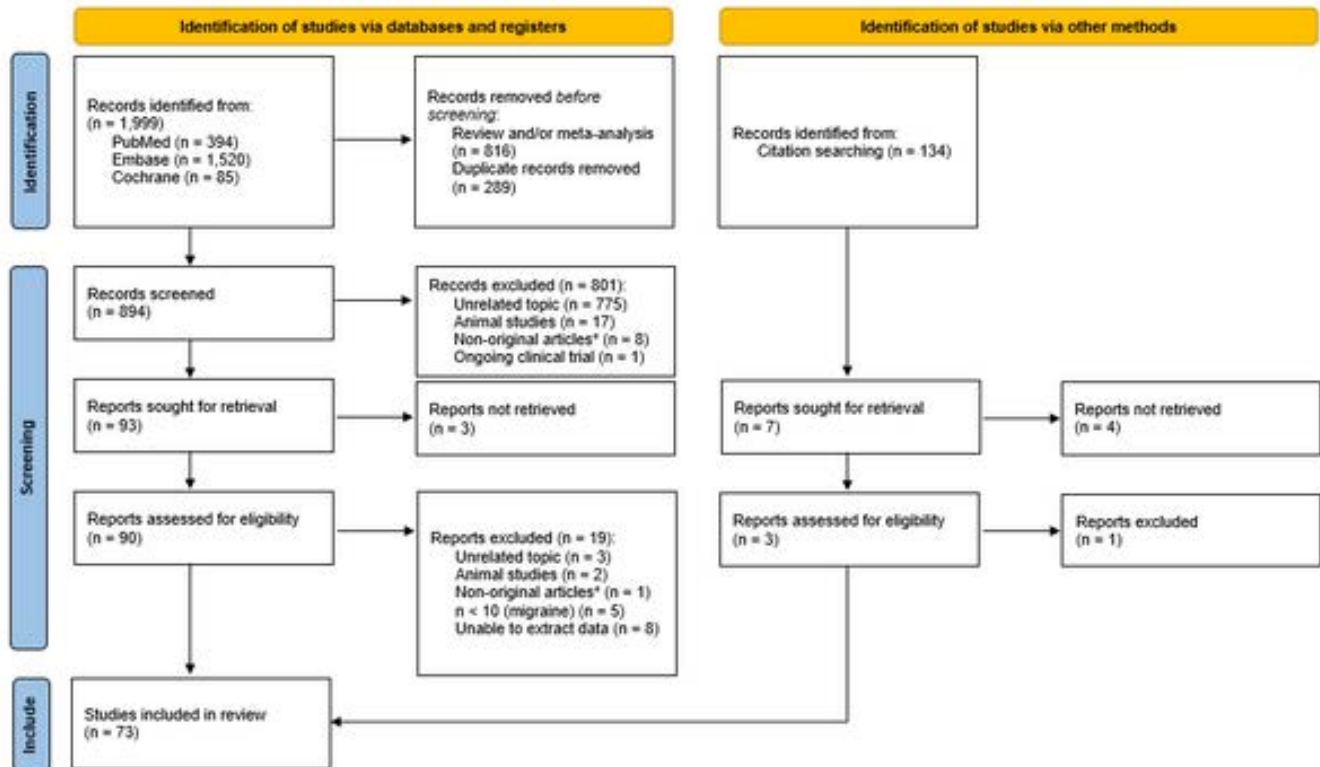 Identification of studies via databases and registers
Identification of studies via other methods
Identification
Records identified from:
(n = 1,999)
PubMed (n = 394)
Embase (n = 1,520)
Cochrane (n = 85)
Records removed before
screening:
Review and/or meta-analysis
(n = 816)
Duplicate records removed
(n = 289)
Records identified from:
Citation searching (n = 134)
Screening
Records screened
(n = 894)
Records excluded (n = 801):
Unrelated topic (n = 775)
Animal studies (n = 17)
Non-original articles* (n = 8)
Ongoing clinical trial (n = 1)
Reports sought for retrieval
(n = 93)
Reports not retrieved
(n = 3)
Reports sought for retrieval
(n = 7)
Reports not retrieved
(n = 4)
Reports assessed for eligibility
(n = 90)
Reports excluded (n = 19):
Unrelated topic (n = 3)
Animal studies (n = 2)
Non-original articles* (n = 1)
n < 10 (migraine) (n = 5)
Unable to extract data (n = 8)
Reports assessed for eligibility
(n = 3)
Reports excluded
(n = 1)
Include
Studies included in review
(n = 73)